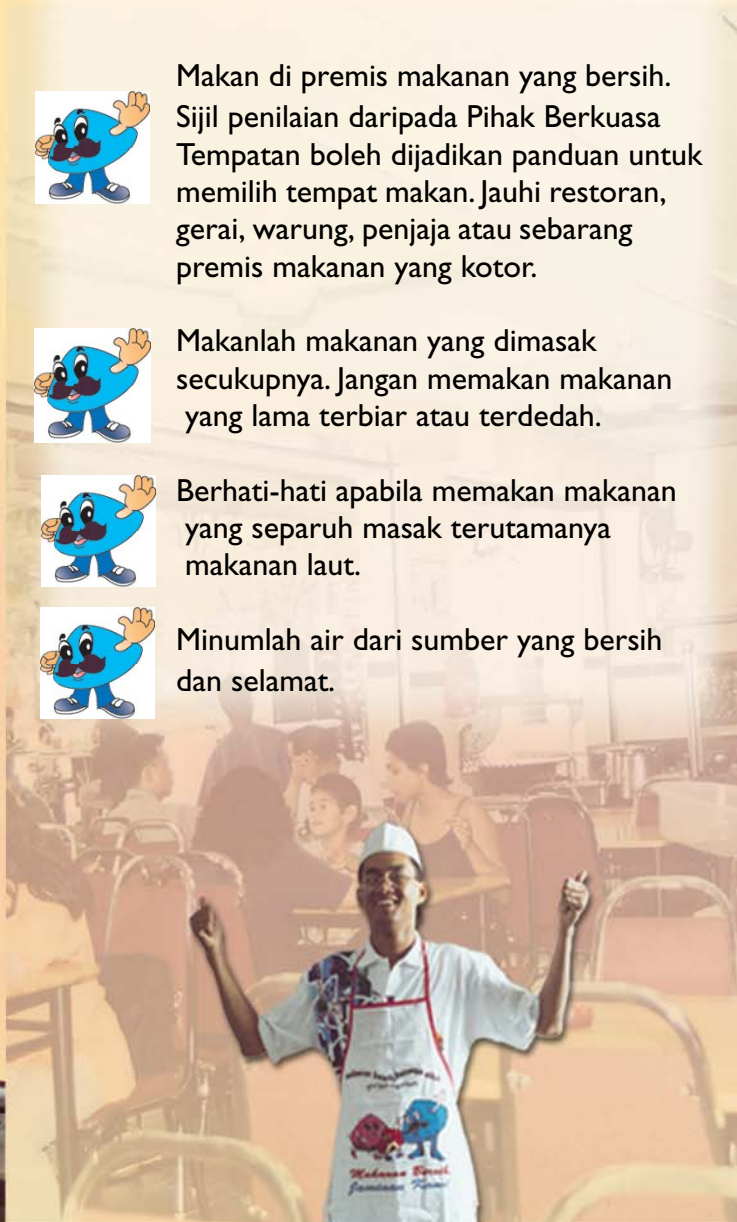 Makan di premis makanan yang bersih.
Sijil penilaian daripada Pihak Berkuasa
Tempatan boleh dijadikan panduan untuk
memilih tempat makan. Jauhi restoran,
gerai, warung, penjaja atau sebarang
premis makanan yang kotor.
Makanlah makanan yang dimasak
secukupnya. Jangan memakan makanan
yang lama terbiar atau terdedah.
Berhati-hati apabila memakan makanan
yang separuh masak terutamanya
makanan laut.
Minumlah air dari sumber yang bersih
dan selamat.
Makanan Bersih
Jaminan Kami